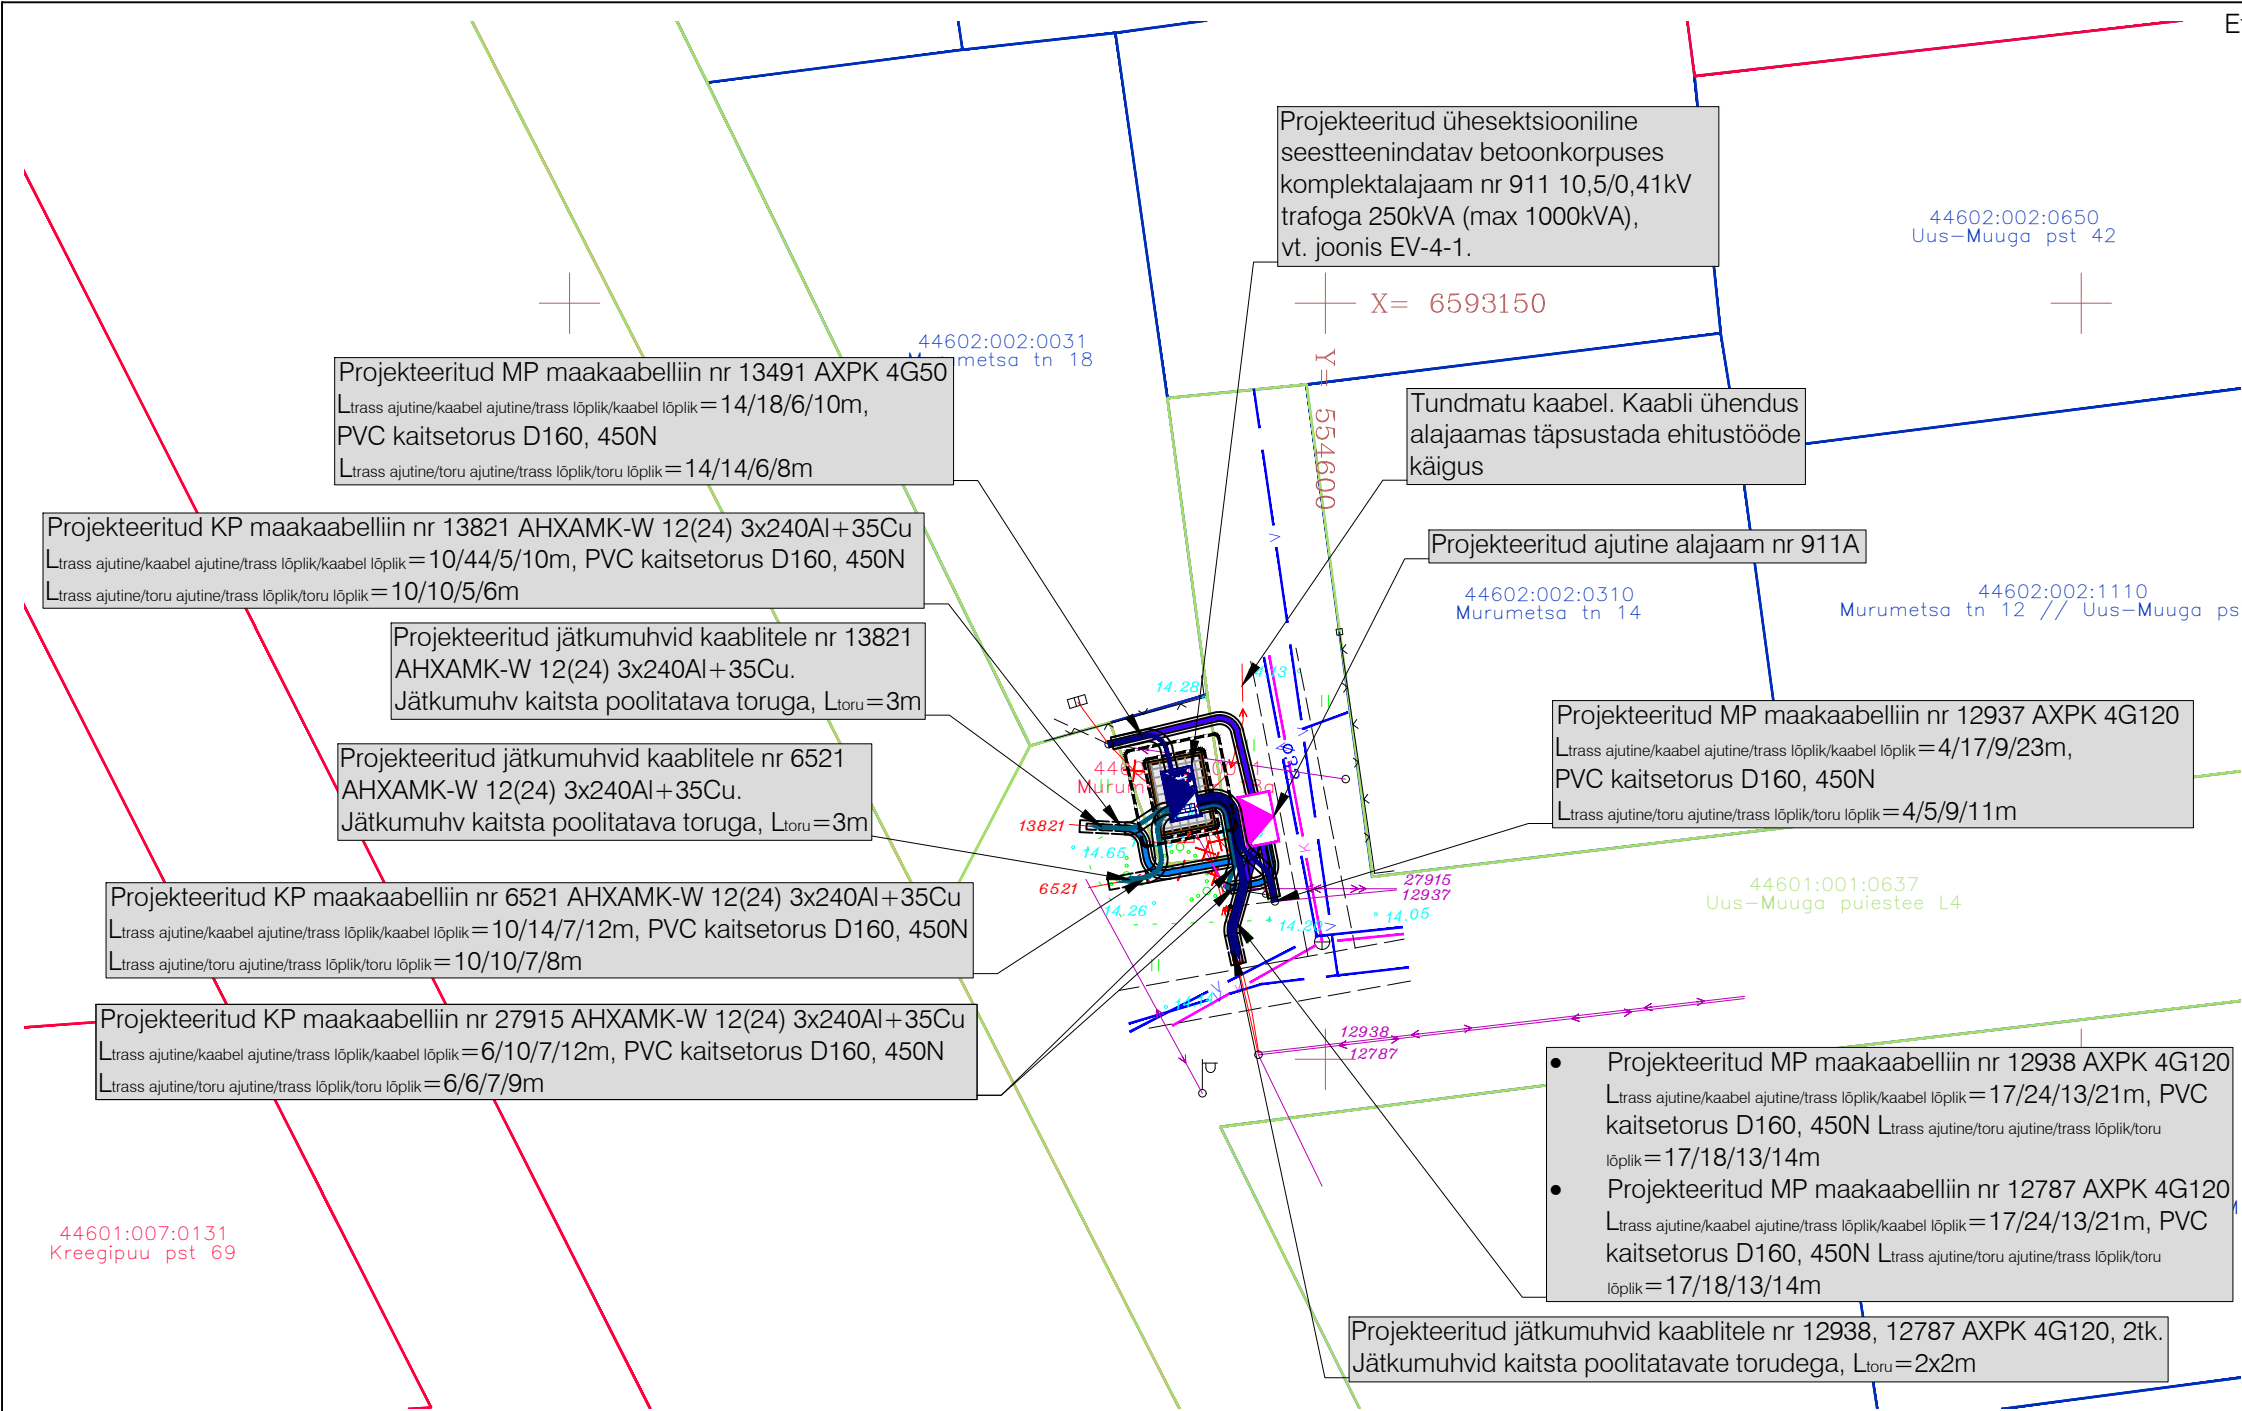 Projekteeritud ühesektsiooniline
seestteenindatav betoonkorpuses
komplektalajaam nr 911 10,5/0,41kV
trafoga 250kVA (max 1000kVA),
vt. joonis EV-4-1.
44602:002:0650
Uus-Muuga pst 42
X= 6593150
Y= 554600
44602:002:0031
metsa tn 18
Projekteeritud MP maakaabelliin nr 13491 AXPK 4G50
Ltrass ajutine/kaabel ajutine/trass lõplik/kaabel lõplik=14/18/6/10m,
PVC kaitsetorus D160, 450N
Ltrass ajutine/toru ajutine/trass lõplik/toru lõplik=14/14/6/8m
Tundmatu kaabel. Kaabli ühendus
alajaamas täpsustada ehitustööde
käigus
Projekteeritud KP maakaabelliin nr 13821 AHXAMK-W 12(24) 3x240Al+35Cu
Ltrass ajutine/kaabel ajutine/trass lõplik/kaabel lõplik=10/44/5/10m, PVC kaitsetorus D160, 450N
Ltrass ajutine/toru ajutine/trass lõplik/toru lõplik=10/10/5/6m
Projekteeritud ajutine alajaam nr 911A
44602:002:0310
Murumetsa tn 14
44602:002:1110
Murumetsa tn 12 // Uus-Muuga ps
Projekteeritud jätkumuhvid kaablitele nr 13821
AHXAMK-W 12(24) 3x240Al+35Cu.
Jätkumuhv kaitsta poolitatava toruga, Ltoru=3m
14.28
Projekteeritud MP maakaabelliin nr 12937 AXPK 4G120
Ltrass ajutine/kaabel ajutine/trass lõplik/kaabel lõplik=4/17/9/23m,
PVC kaitsetorus D160, 450N
Ltrass ajutine/toru ajutine/trass lõplik/toru lõplik=4/5/9/11m
Projekteeritud jätkumuhvid kaablitele nr 6521
AHXAMK-W 12(24) 3x240Al+35Cu.
Jätkumuhv kaitsta poolitatava toruga, Ltoru=3m
13821
14.65
6521
14.26
27915
12937
14.05
44601:001:0637
Uus-Muuga puiestee L4
Projekteeritud KP maakaabelliin nr 6521 AHXAMK-W 12(24) 3x240Al+35Cu
Ltrass ajutine/kaabel ajutine/trass lõplik/kaabel lõplik=10/14/7/12m, PVC kaitsetorus D160, 450N
Ltrass ajutine/toru ajutine/trass lõplik/toru lõplik=10/10/7/8m
Projekteeritud KP maakaabelliin nr 27915 AHXAMK-W 12(24) 3x240Al+35Cu
Ltrass ajutine/kaabel ajutine/trass lõplik/kaabel lõplik=6/10/7/12m, PVC kaitsetorus D160, 450N
Ltrass ajutine/toru ajutine/trass lõplik/toru lõplik=6/6/7/9m
12938
12787
• Projekteeritud MP maakaabelliin nr 12938 AXPK 4G120
Ltrass ajutine/kaabel ajutine/trass lõplik/kaabel lõplik=17/24/13/21m, PVC
kaitsetorus D160, 450N Ltrass ajutine/toru ajutine/trass lõplik/toru
lõplik=17/18/13/14m
• Projekteeritud MP maakaabelliin nr 12787 AXPK 4G120
Ltrass ajutine/kaabel ajutine/trass lõplik/kaabel lõplik=17/24/13/21m, PVC
kaitsetorus D160, 450N Ltrass ajutine/toru ajutine/trass lõplik/toru
lõplik=17/18/13/14m
44601:007:0131
Kreegipuu pst 69
Projekteeritud jätkumuhvid kaablitele nr 12938, 12787 AXPK 4G120, 2tk.
Jätkumuhvid kaitsta poolitatavate torudega, Ltoru=2x2m